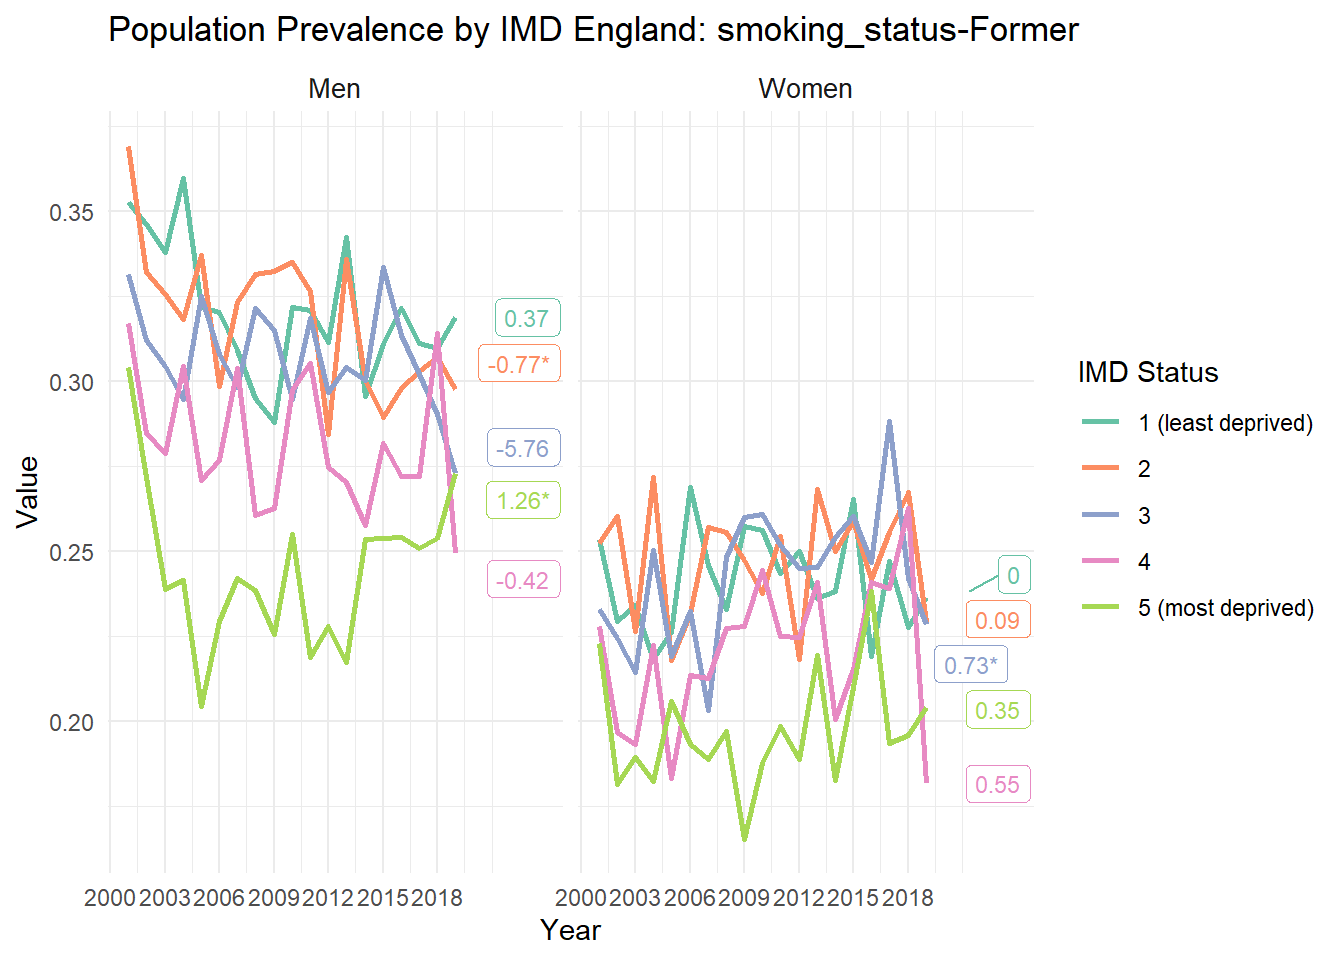 Population Prevalence by IMD England: smoking_status-Former
Men
Women
Value
0.35
0.30
0.25
0.20
0.37
-0.77*
-5.76
1.26*
-0.42
0
0.09
0.73*
0.35
0.55
2000 2003 2006 2009 2012 2015 2018
2000 2003 2006 2009 2012 2015 2018
Year
IMD Status
1 (least deprived)
2
3
4
5 (most deprived)